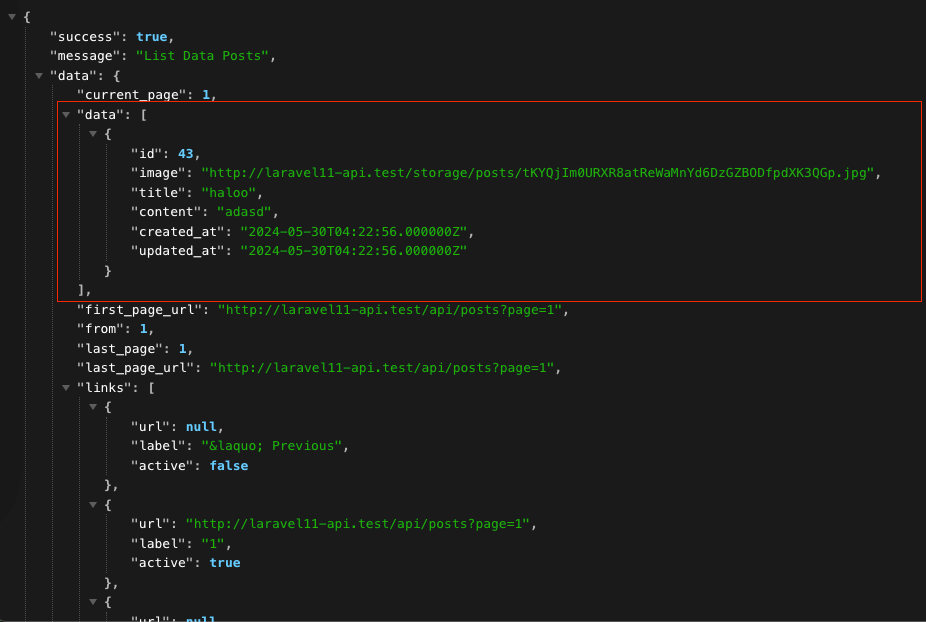 {
"success": true,
"message": "List Data Posts",
"data": {
"current_page": 1,
"data": [
{
"id": 43,
"image": "http://laravel11-api.test/storage/posts/tKYQjIm0URXR8atReWaMnYd6DzGZBODfpdXK3QGp.jpg",
"title": "haloo",
"content": "adasd",
"created_at": "2024-05-30T04:22:56.000000Z",
"updated_at": "2024-05-30T04:22:56.000000Z"
}
],
"first_page_url": "http://laravel11-api.test/api/posts?page=1",
"from": 1,
"last_page": 1,
"last_page_url": "http://laravel11-api.test/api/posts?page=1",
"links": [
{
"url": null,
"label": "&laquo; Previous",
"active": false
},
{
"url": "http://laravel11-api.test/api/posts?page=1",
"label": "1",
"active": true
},
{
"url": null